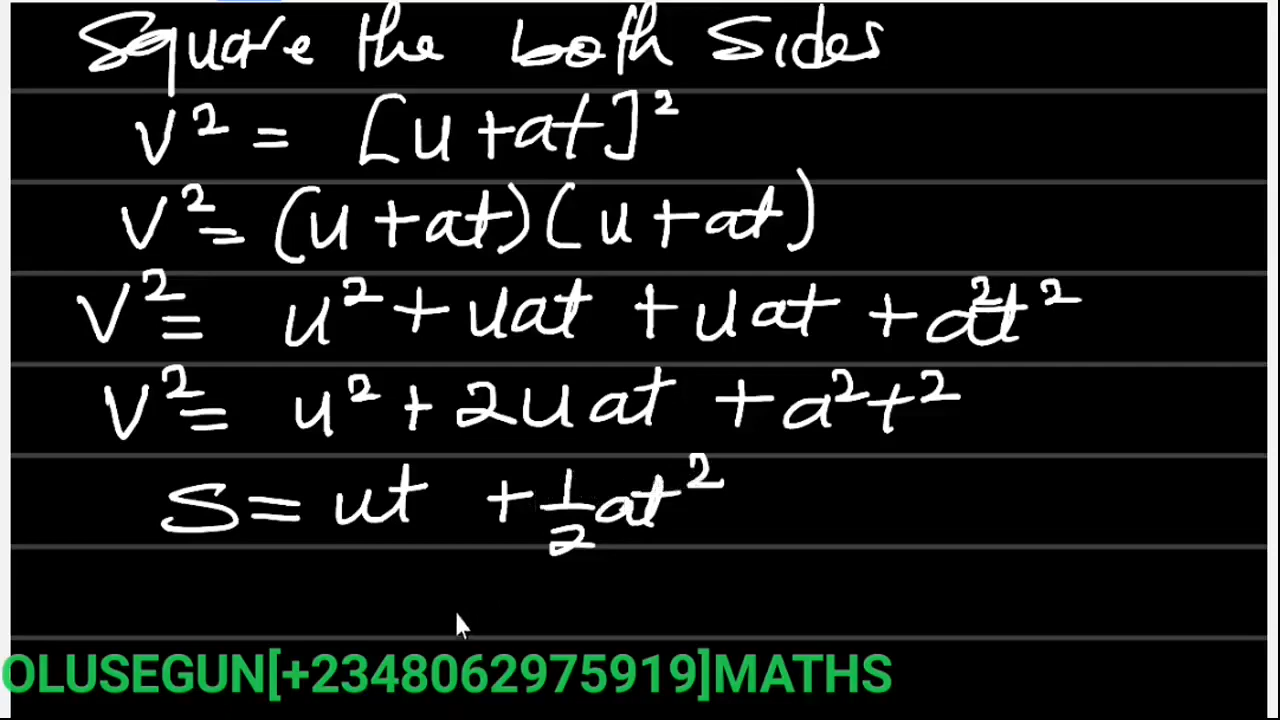 Square the both sides
V² = [u + at]²
V² = (u + at)(u + at)
V² = u² + uat + uat + a²t²
V² = u² + 2uat + a²t²
S = ut + ½at²
OLUSEGUN[+2348062975919]MATHS